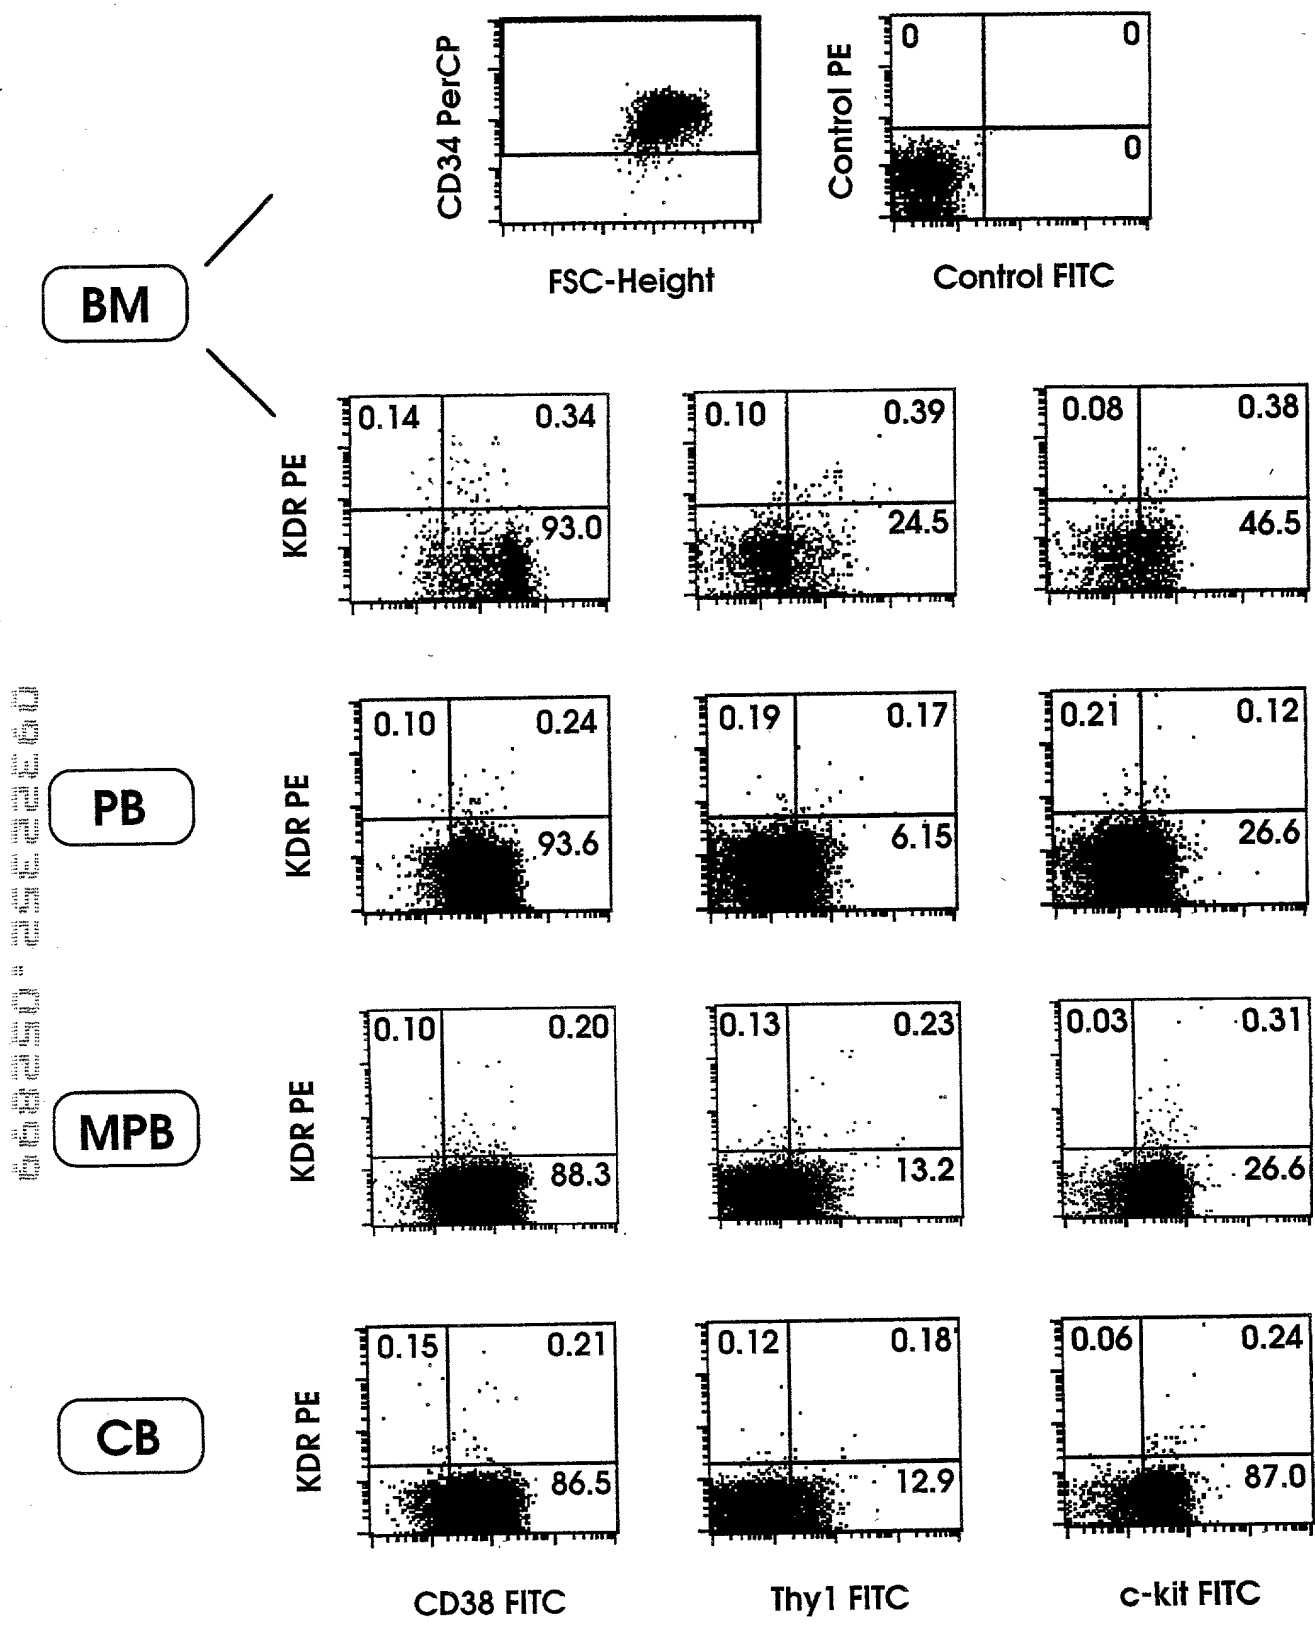 CD34 PerCP
FSC-Height
Control PE
0 0
0
Control FITC
BM
KDR PE
0.14 0.34
93.0
0.10 0.39
24.5
0.08 0.38
46.5
PB
KDR PE
0.10 0.24
93.6
0.19 0.17
6.15
0.21 0.12
26.6
MPB
KDR PE
0.10 0.20
88.3
0.13 0.23
13.2
0.03 0.31
26.6
CB
KDR PE
0.15 0.21
86.5
0.12 0.18
12.9
0.06 0.24
87.0
CD38 FITC
Thy1 FITC
c-kit FITC
09322352.052899